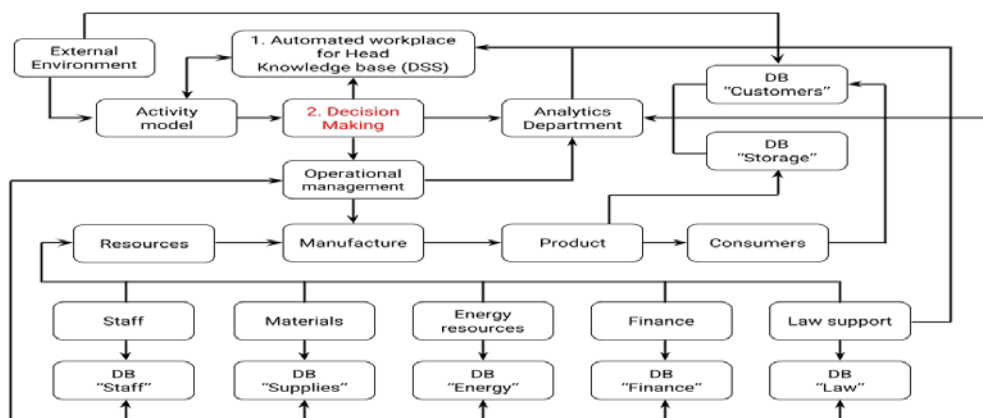 External
Environment
1. Automated workplace
for Head
Knowledge base (DSS)
DB
"Customers"
Activity
model
2. Decision
Making
Analytics
Department
DB
"Storage"
Operational
management
Resources
Manufacture
Product
Consumers
Staff
Materials
Energy
resources
Finance
Law support
DB
"Staff"
DB
"Supplies"
DB
"Energy"
DB
"Finance"
DB
"Law"